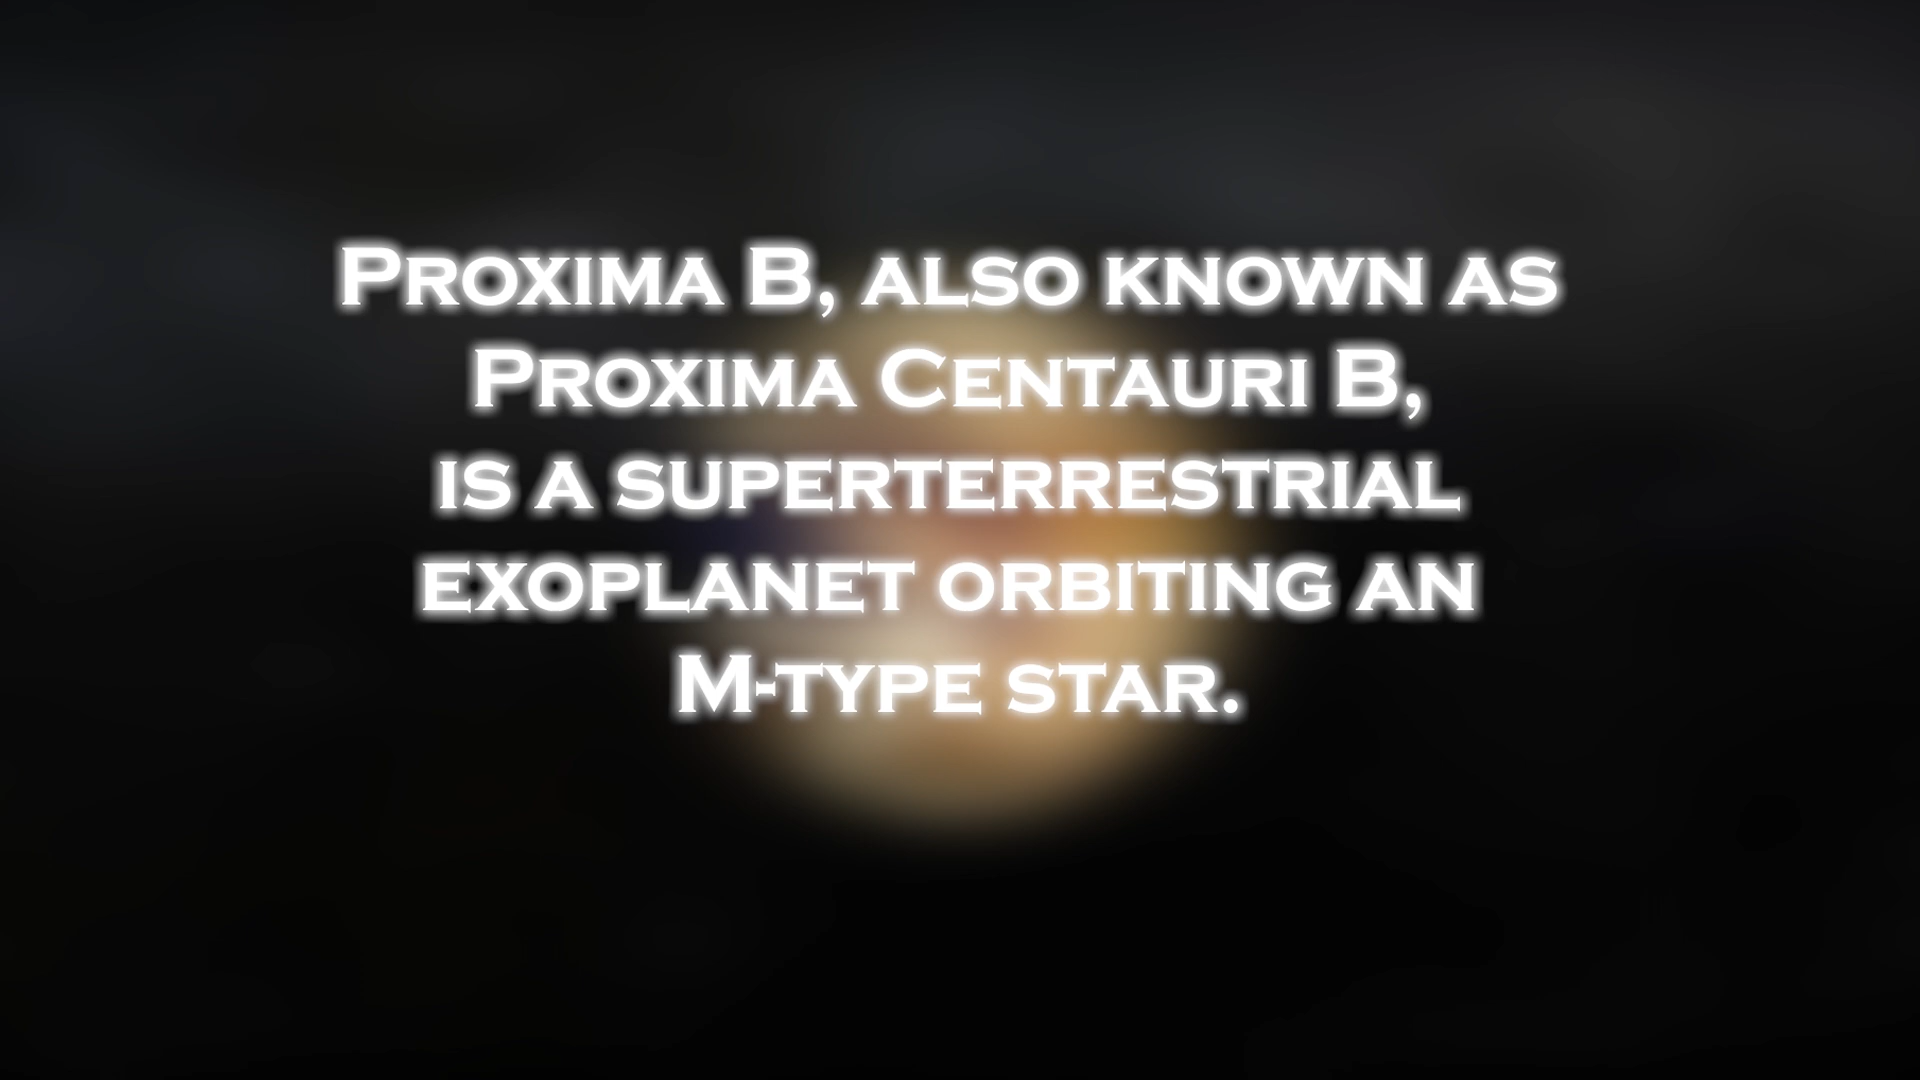 Proxima B, also known as
Proxima Centauri B,
is a superterrestrial
exoplanet orbiting an
M-type star.